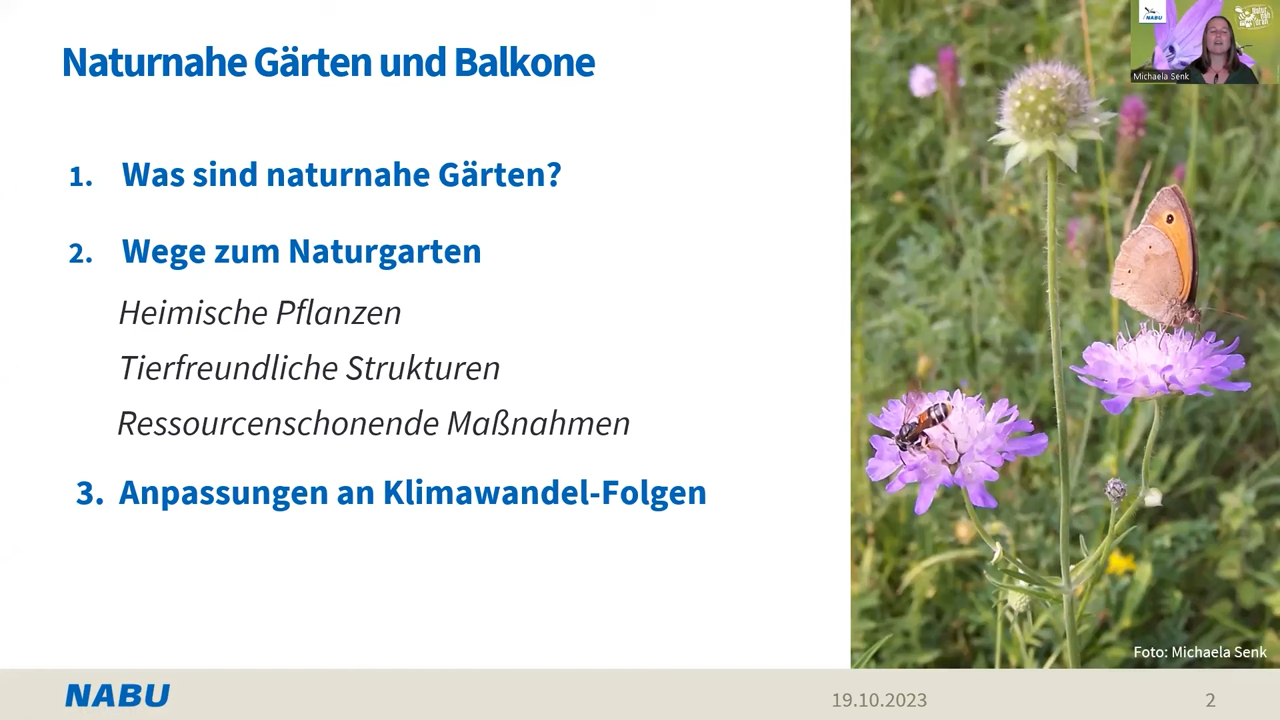 Naturnahe Gärten und Balkone
1. Was sind naturnahe Gärten?
2. Wege zum Naturgarten
Heimische Pflanzen
Tierfreundliche Strukturen
Ressourcenschonende Maßnahmen
3. Anpassungen an Klimawandel-Folgen
NABU
Michaela Senk
Foto: Michaela Senk
NABU
19.10.2023
2